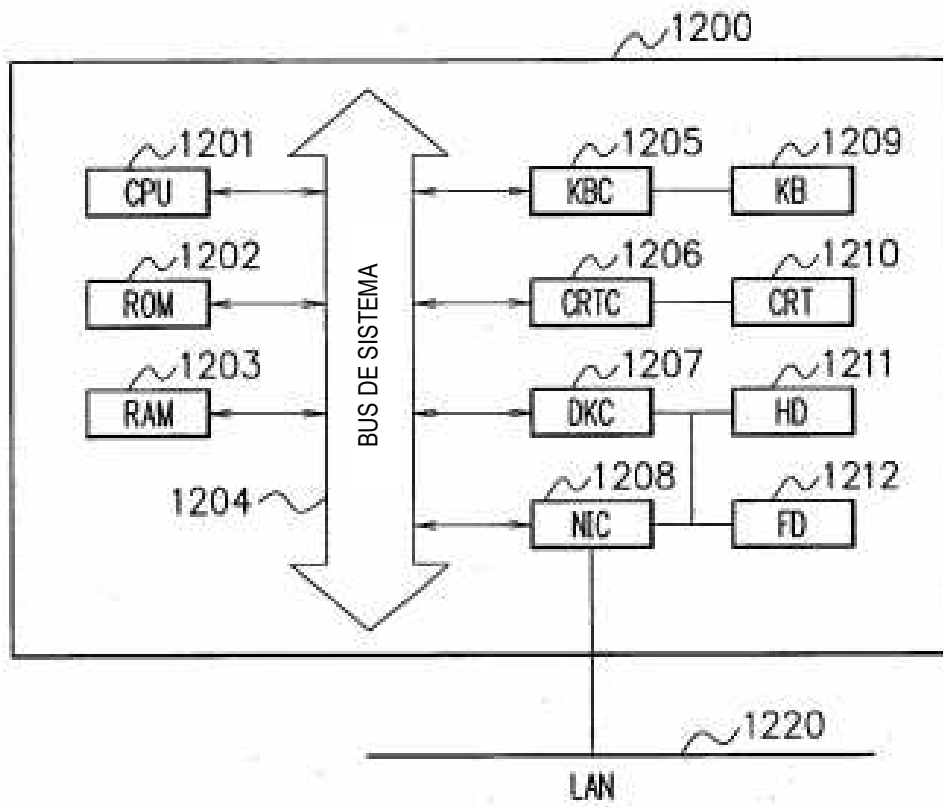 1200
1201
CPU
1202
ROM
1203
RAM
1204
BUS DE SISTEMA
1205
KBC
1209
KB
1206
CRTC
1210
CRT
1207
DKC
1211
HD
1208
NIC
1212
FD
1220
LAN